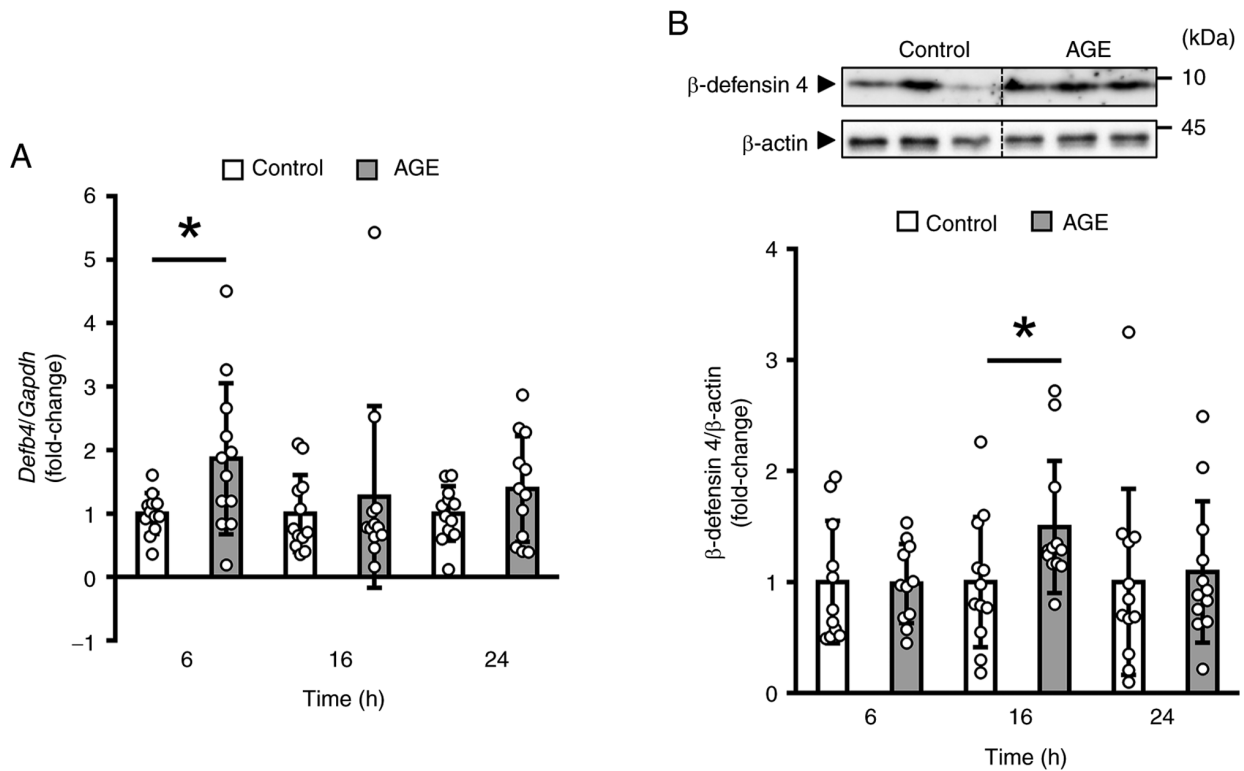 A
Control AGE
6
5
4
3
2
1
0
−1
*
Defb4/Gapdh
(fold-change)
6 16 24
Time (h)
B
Control AGE (kDa)
β-defensin 4 10
β-actin 45
Control AGE
4
3
2
1
0
*
β-defensin 4/β-actin
(fold-change)
6 16 24
Time (h)